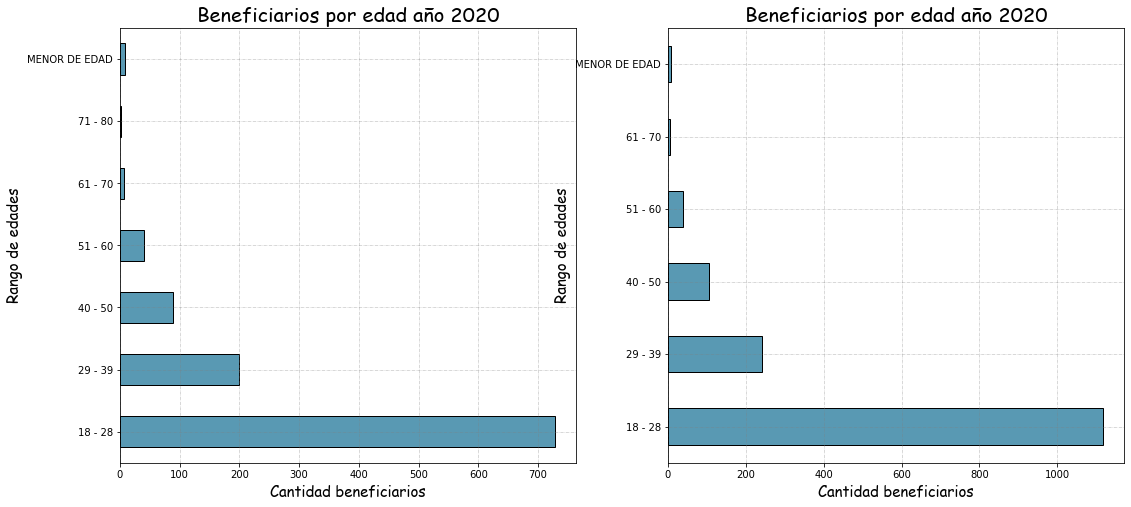 Beneficiarios por edad año 2020
MENOR DE EDAD
71 - 80
61 - 70
51 - 60
40 - 50
29 - 39
18 - 28
Rango de edades
0 100 200 300 400 500 600 700
Cantidad beneficiarios
Beneficiarios por edad año 2020
MENOR DE EDAD
61 - 70
51 - 60
40 - 50
29 - 39
18 - 28
Rango de edades
0 200 400 600 800 1000
Cantidad beneficiarios